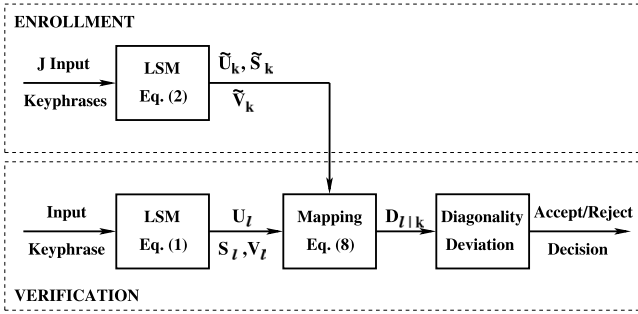 ENROLLMENT
J Input
Keyphrases
LSM
Eq. (2)
Ũk, S̃k
Ṽk
Input
Keyphrase
LSM
Eq. (1)
Uℓ
Sℓ ,Vℓ
Mapping
Eq. (8)
Dℓ|k
Diagonality
Deviation
Accept/Reject
Decision
VERIFICATION